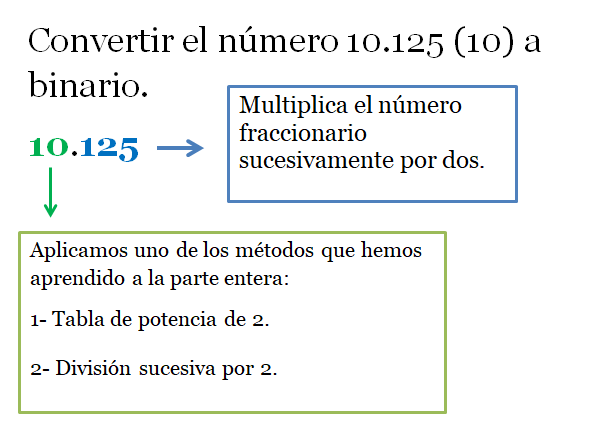 Convertir el número 10.125 (10) a
binario.
Multiplica el número
fraccionario
sucesivamente por dos.
10.125
Aplicamos uno de los métodos que hemos
aprendido a la parte entera:
1- Tabla de potencia de 2.
2- División sucesiva por 2.